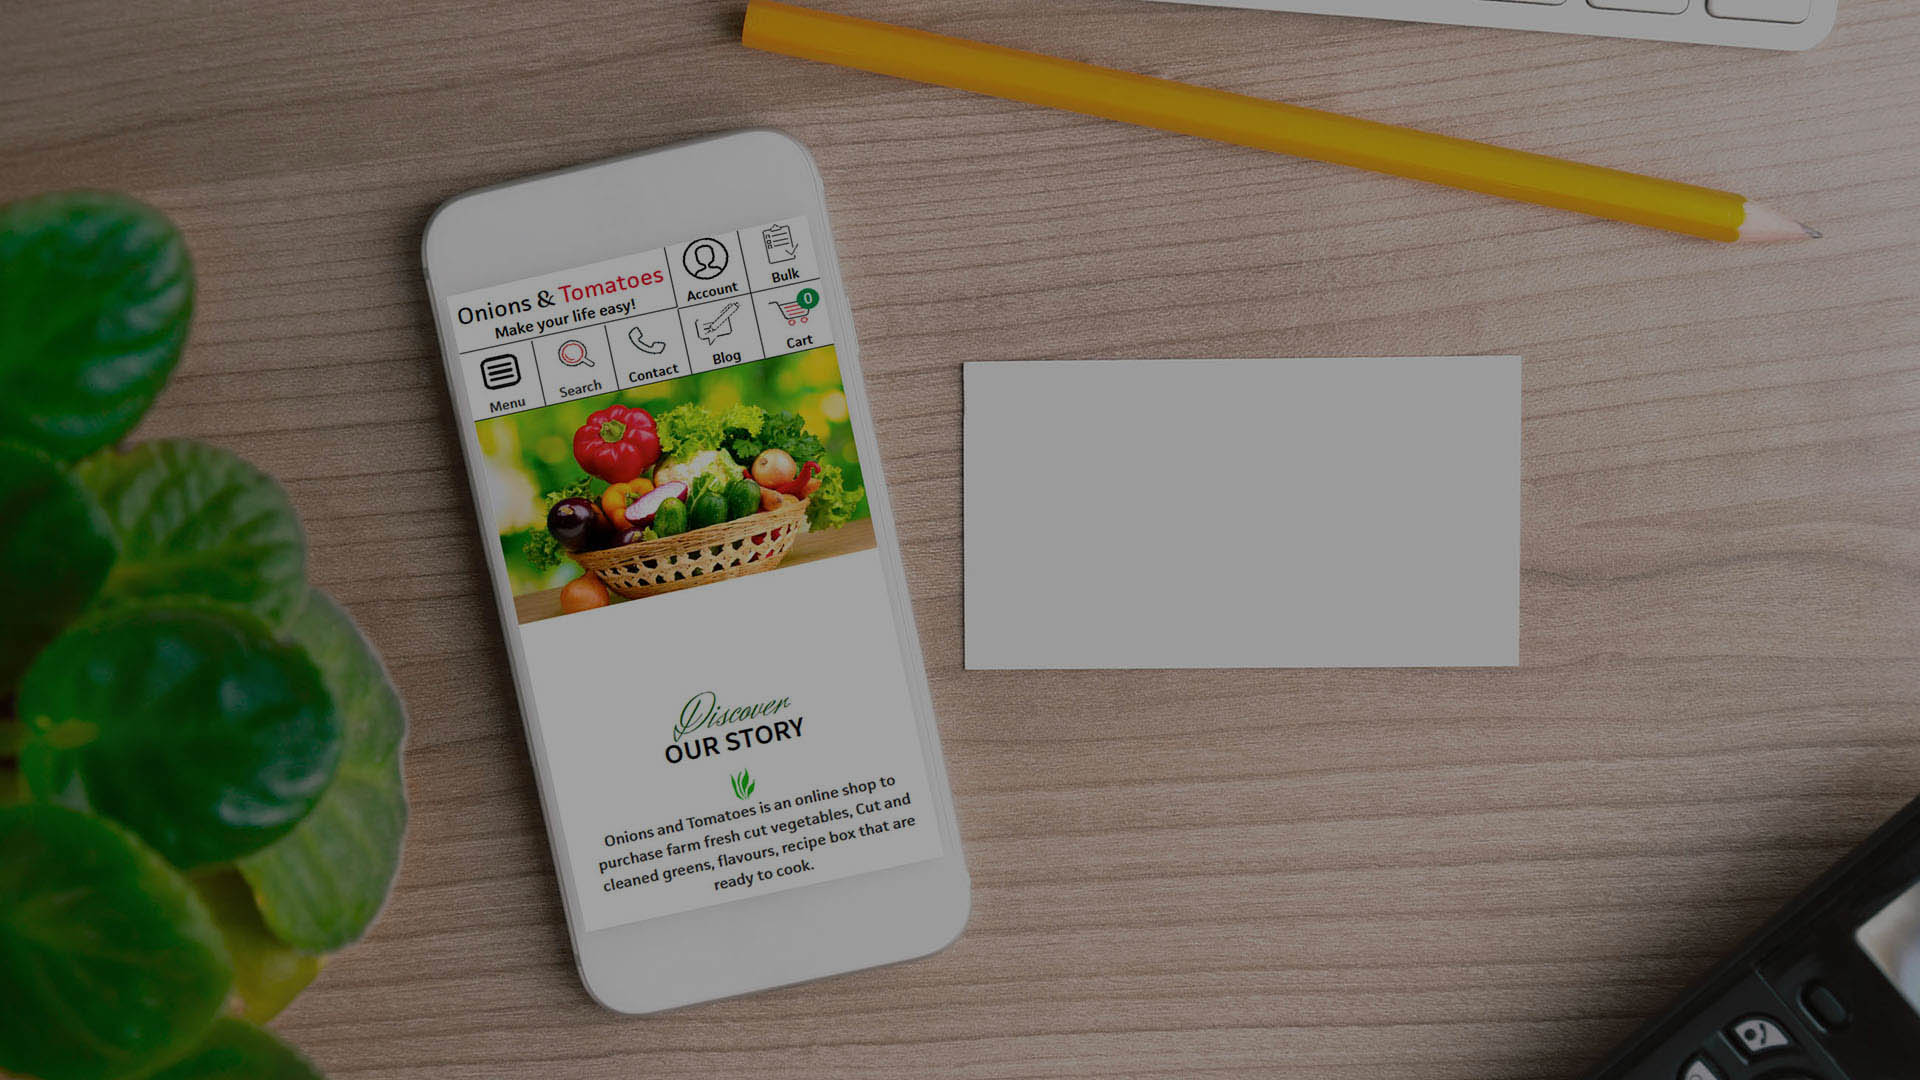 Onions & Tomatoes
Make your life easy!
Account
Bulk
Menu
Search
Contact
Blog
0
Cart
Discover
OUR STORY
Onions and Tomatoes is an online shop to
purchase farm fresh cut vegetables, Cut and
cleaned greens, flavours, recipe box that are
ready to cook.